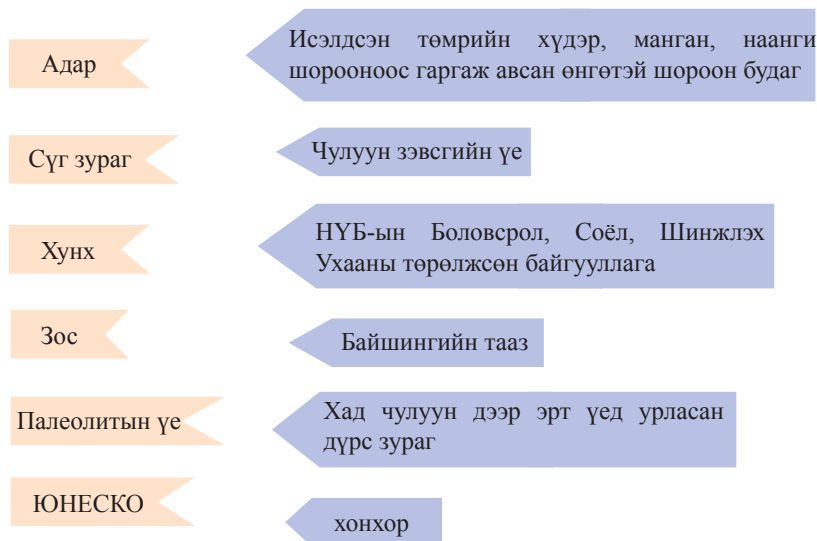 Адар
Исэлдсэн төмрийн хүдэр, манган, наанги
шорооноос гаргаж авсан өнгөтэй шороон будаг
Сүг зураг
Чулуун зэвсгийн үе
Хунх
НҮБ-ын Боловсрол, Соёл, Шинжлэх
Ухааны төрөлжсөн байгууллага
Зос
Байшингийн тааз
Палеолитын үе
Хад чулуун дээр эрт үед урласан
дүрс зураг
ЮНЕСКО
хонхор